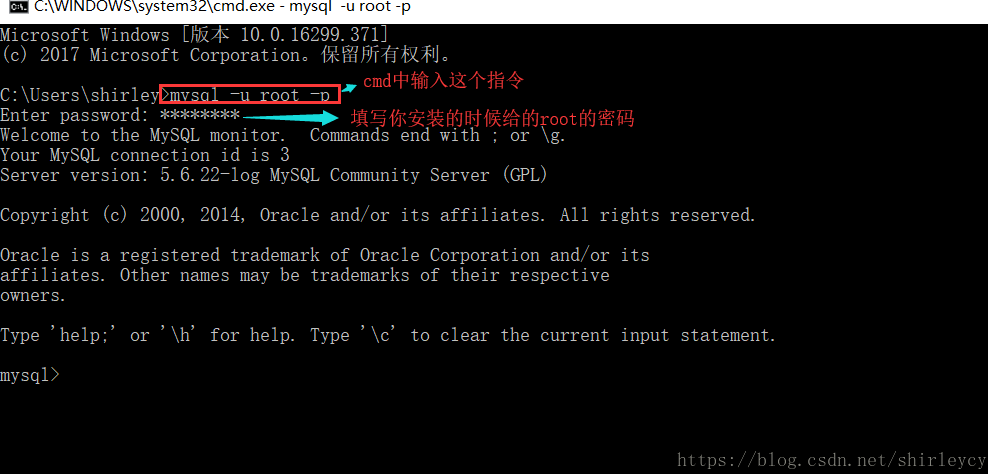 C:\WINDOWS\system32\cmd.exe - mysql -u root -p
Microsoft Windows [版本 10.0.16299.371]
(c) 2017 Microsoft Corporation。保留所有权利。
C:\Users\shirley>mysql -u root -p
cmd中输入这个指令
Enter password: ********
填写你安装的时候给的root的密码
Welcome to the MySQL monitor.  Commands end with ; or \g.
Your MySQL connection id is 3
Server version: 5.6.22-log MySQL Community Server (GPL)
Copyright (c) 2000, 2014, Oracle and/or its affiliates. All rights reserved.
Oracle is a registered trademark of Oracle Corporation and/or its
affiliates. Other names may be trademarks of their respective
owners.
Type 'help;' or '\h' for help. Type '\c' to clear the current input statement.
mysql>
https://blog.csdn.net/shirleycy